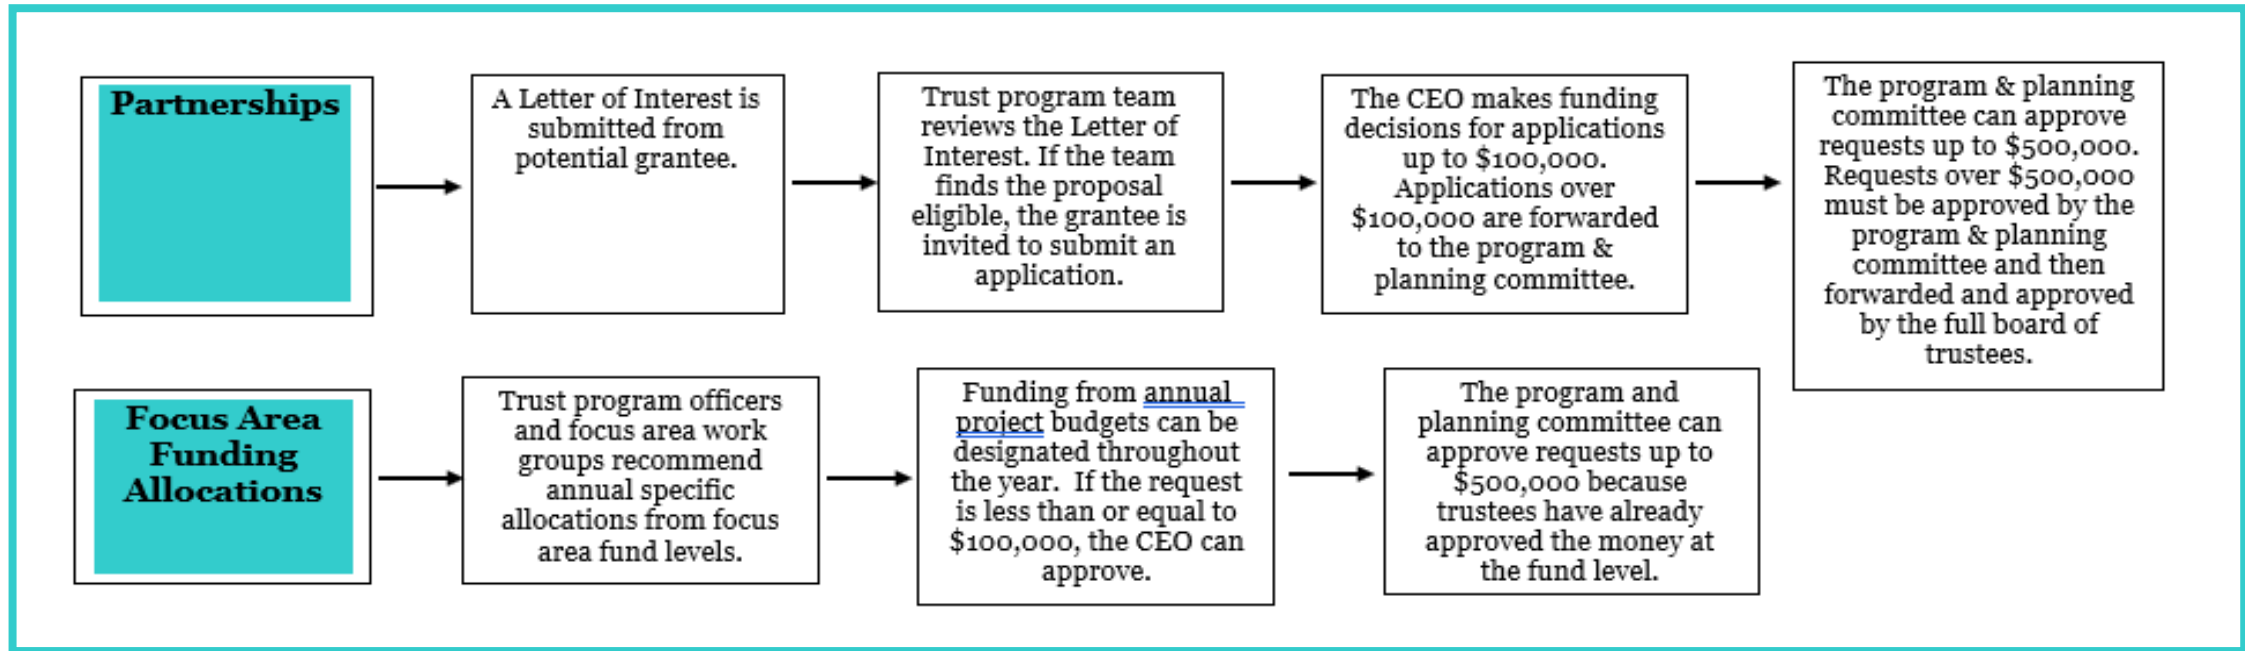 Partnerships
A Letter of Interest is
submitted from
potential grantee.
Trust program team
reviews the Letter of
Interest. If the team
finds the proposal
eligible, the grantee is
invited to submit an
application.
The CEO makes funding
decisions for applications
up to $100,000.
Applications over
$100,000 are forwarded
to the program &
planning committee.
The program & planning
committee can approve
requests up to $500,000.
Requests over $500,000
must be approved by the
program & planning
committee and then
forwarded and approved
by the full board of
trustees.
Focus Area
Funding
Allocations
Trust program officers
and focus area work
groups recommend
annual specific
allocations from focus
area fund levels.
Funding from annual
project budgets can be
designated throughout
the year.  If the request
is less than or equal to
$100,000, the CEO can
approve.
The program and
planning committee can
approve requests up to
$500,000 because
trustees have already
approved the money at
the fund level.